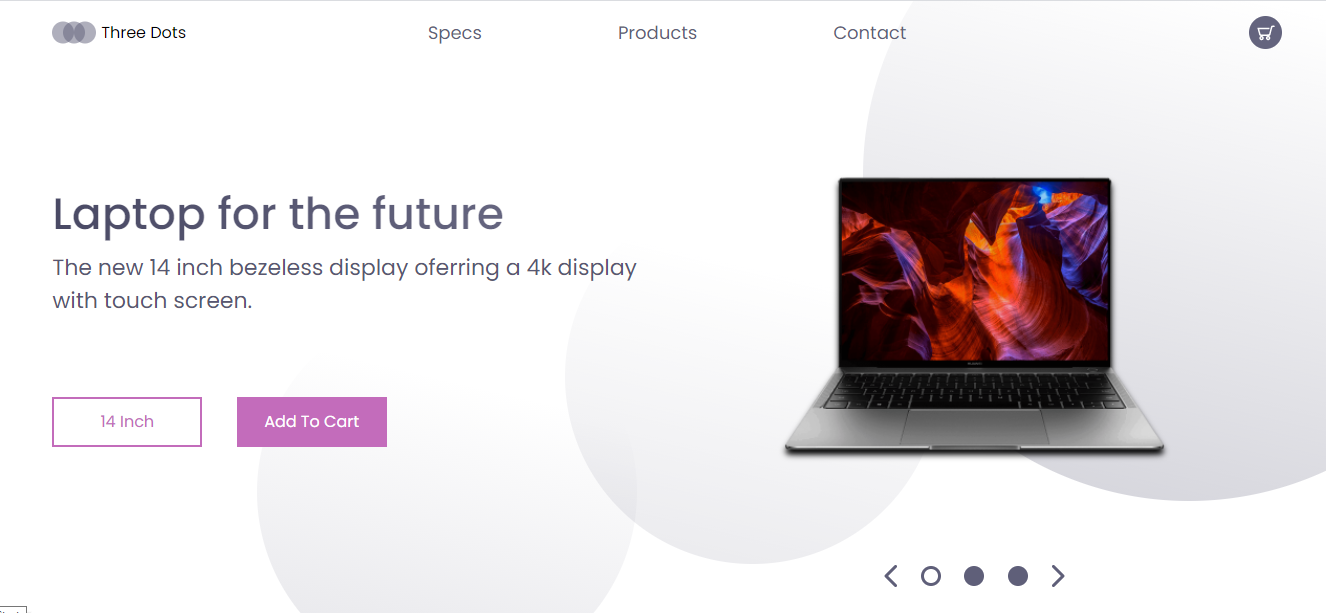 Three Dots
Specs
Products
Contact
Laptop for the future
The new 14 inch bezeless display oferring a 4k display
with touch screen.
14 Inch
Add To Cart